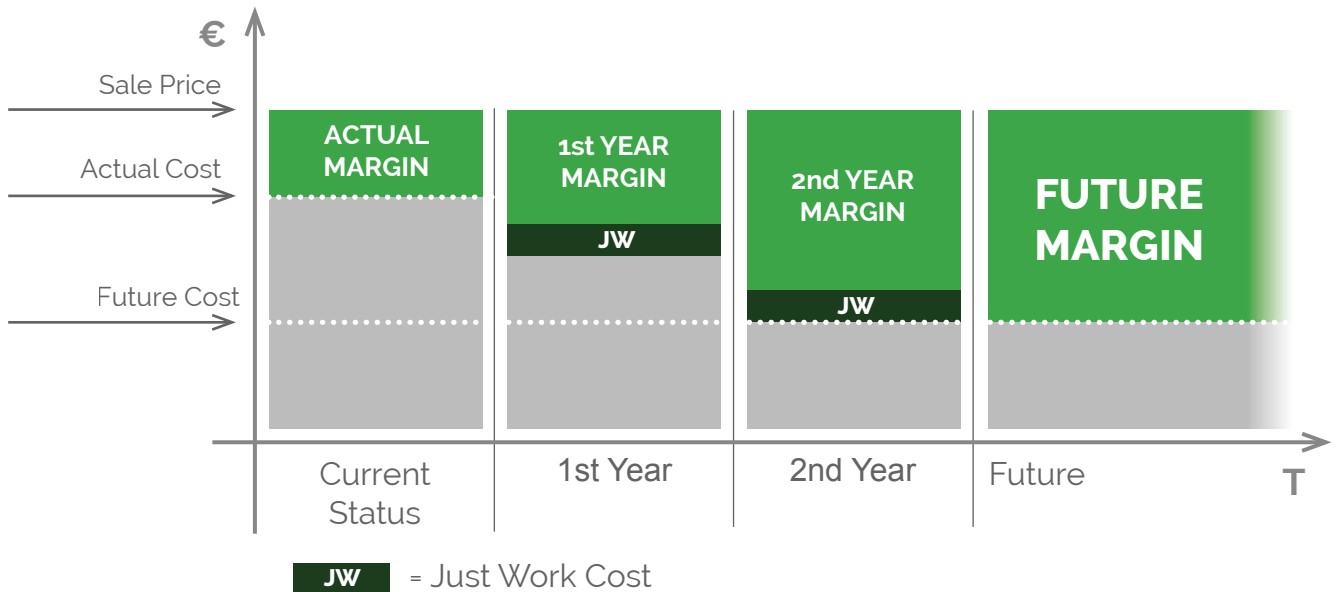 €
Sale Price
Actual Cost
Future Cost
ACTUAL
MARGIN
1st YEAR
MARGIN
JW
2nd YEAR
MARGIN
JW
FUTURE
MARGIN
Current
Status
1st Year
2nd Year
Future
T
JW = Just Work Cost